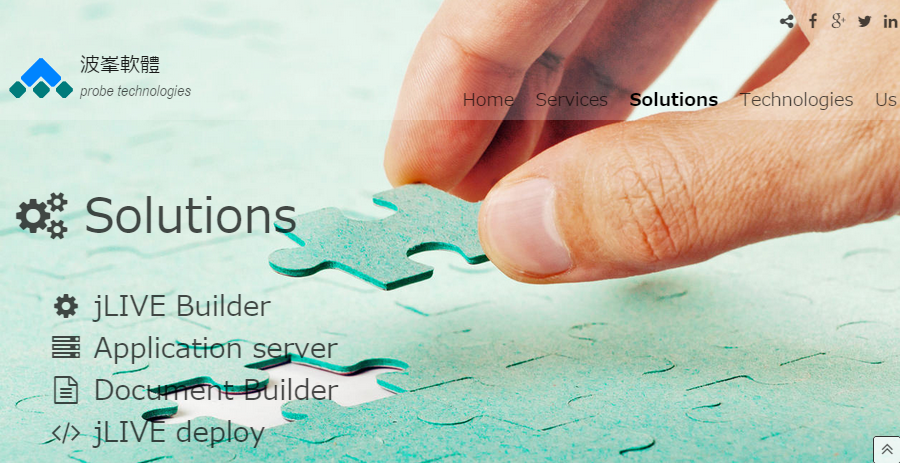 波峯軟體
probe technologies
Home Services Solutions Technologies Us
Solutions
jLIVE Builder
Application server
Document Builder
jLIVE deploy